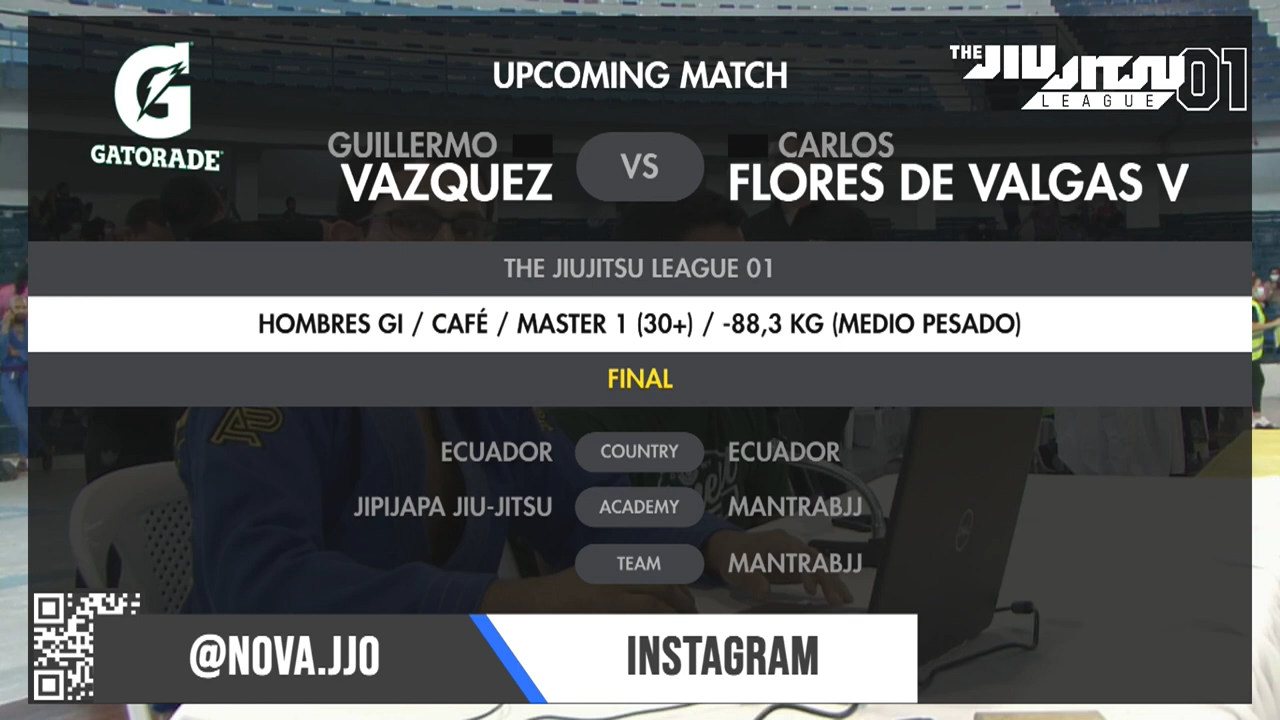 G
GATORADE
UPCOMING MATCH
THE JIU JITSU 01
LEAGUE
GUILLERMO
VAZQUEZ
VS
CARLOS
FLORES DE VALGAS V
THE JIUJITSU LEAGUE 01
HOMBRES GI / CAFÉ / MASTER 1 (30+) / -88,3 KG (MEDIO PESADO)
FINAL
ECUADOR COUNTRY ECUADOR
JIPIJAPA JIU-JITSU ACADEMY MANTRABJJ
TEAM MANTRABJJ
@NOVA.JJO
INSTAGRAM